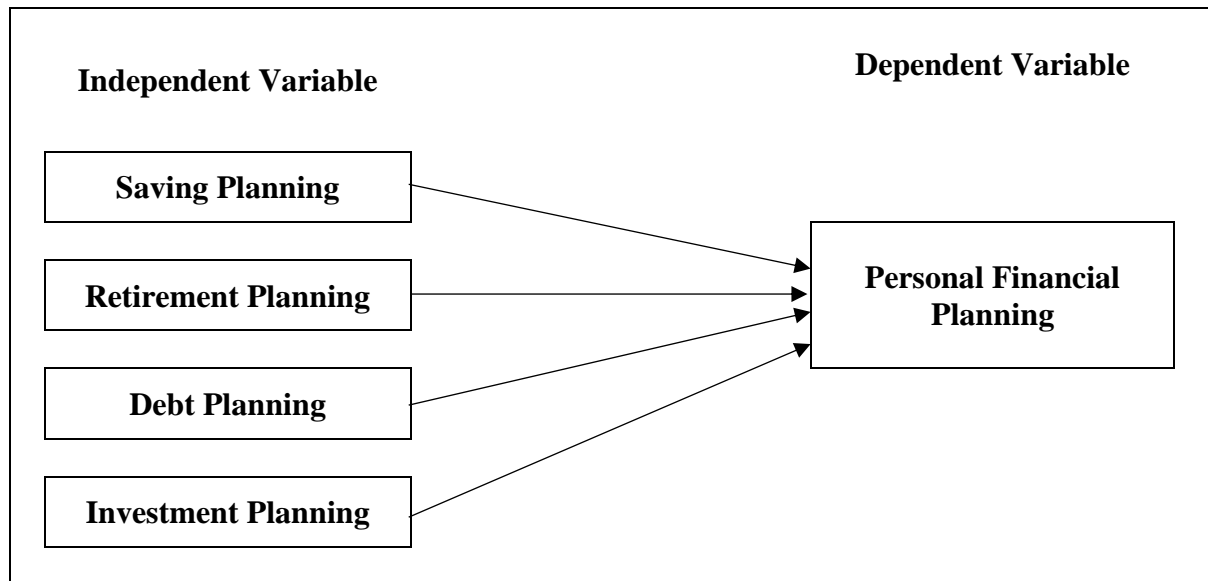 Independent Variable
Dependent Variable
Saving Planning
Retirement Planning
Debt Planning
Investment Planning
Personal Financial
Planning